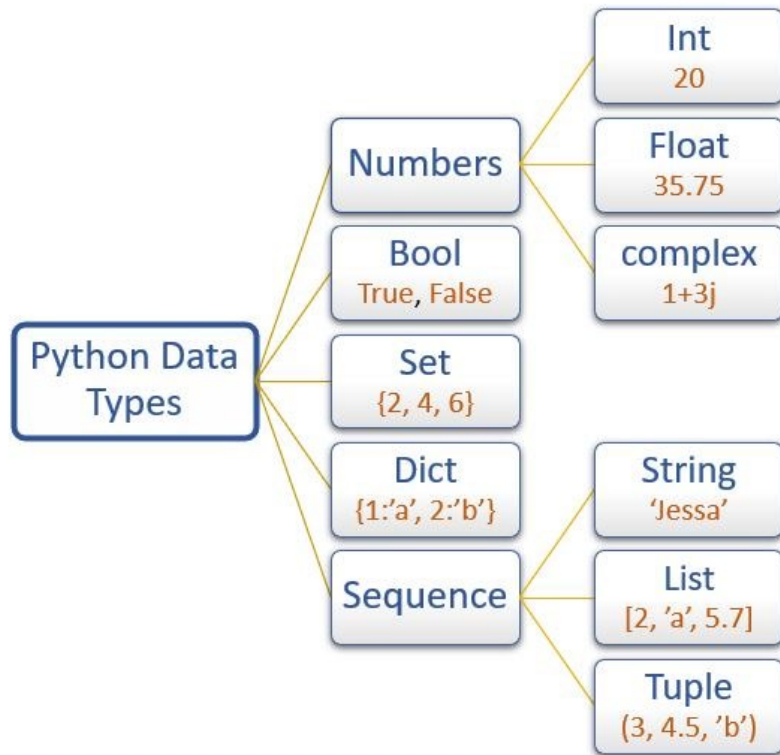 Python Data
Types
Numbers
Int
20
Float
35.75
complex
1+3j
Bool
True, False
Set
{2, 4, 6}
Dict
{1:’a’, 2:’b’}
Sequence
String
‘Jessa’
List
[2, ’a’, 5.7]
Tuple
(3, 4.5, ’b’)